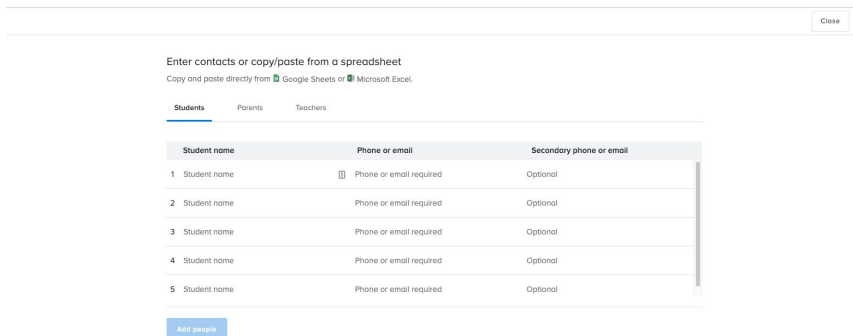 Close
Enter contacts or copy/paste from a spreadsheet
Copy and paste directly from Google Sheets or Microsoft Excel.
Students Parents Teachers
Student name Phone or email Secondary phone or email
1 Student name Phone or email required Optional
2 Student name Phone or email required Optional
3 Student name Phone or email required Optional
4 Student name Phone or email required Optional
5 Student name Phone or email required Optional
Add people